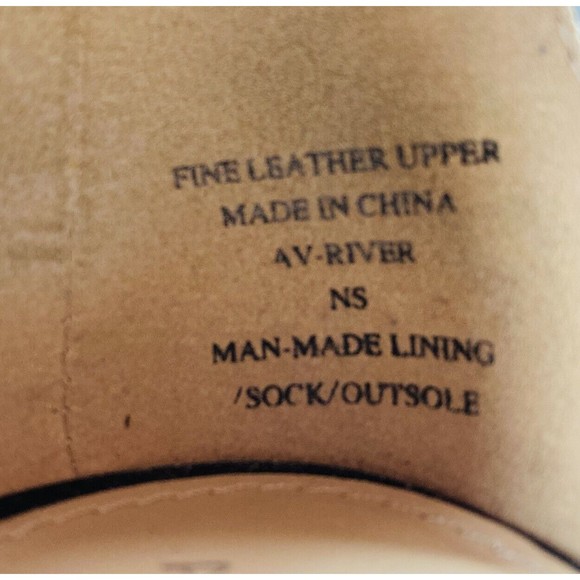 FINE LEATHER UPPER
MADE IN CHINA
AV-RIVER
NS
MAN-MADE LINING
/SOCK/OUTSOLE